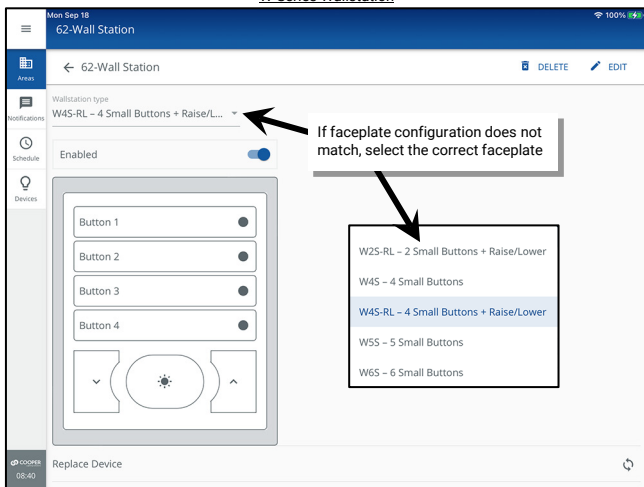 W-Series Wallstation
Mon Sep 18
100%
62-Wall Station
Areas
62-Wall Station
DELETE
EDIT
Notifications
Wallstation type
W4S-RL – 4 Small Buttons + Raise/L...
If faceplate configuration does not
match, select the correct faceplate
Schedule
Enabled
Devices
Button 1
Button 2
Button 3
Button 4
W2S-RL – 2 Small Buttons + Raise/Lower
W4S – 4 Small Buttons
W4S-RL – 4 Small Buttons + Raise/Lower
W5S – 5 Small Buttons
W6S – 6 Small Buttons
COOPER
08:40
Replace Device